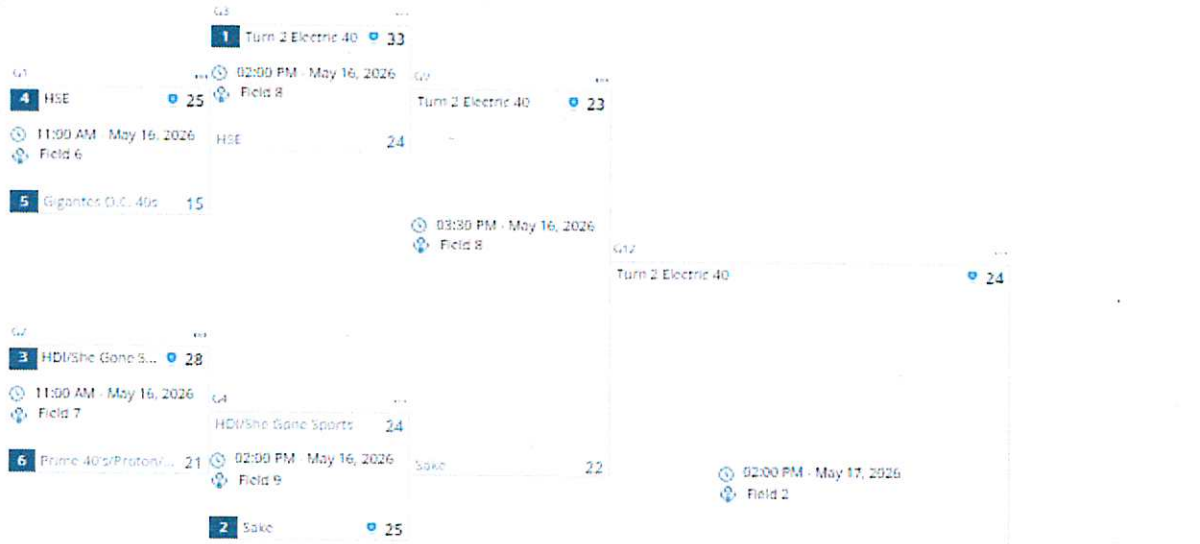 G3
1 Turn 2 Electric 40 33
02:00 PM - May 16, 2026
Field 8
HSE 24
G1
4 HSE 25
11:00 AM - May 16, 2026
Field 6
5 Gigantes O.C. 40s 15
G9
Turn 2 Electric 40 23
03:30 PM - May 16, 2026
Field 8
Sake 22
G12
Turn 2 Electric 40 24
02:00 PM - May 17, 2026
Field 2
G2
3 HDI/She Gone S... 28
11:00 AM - May 16, 2026
Field 7
6 Prime 40's/Proton/... 21
G4
HDI/She Gone Sports 24
02:00 PM - May 16, 2026
Field 9
2 Sake 25